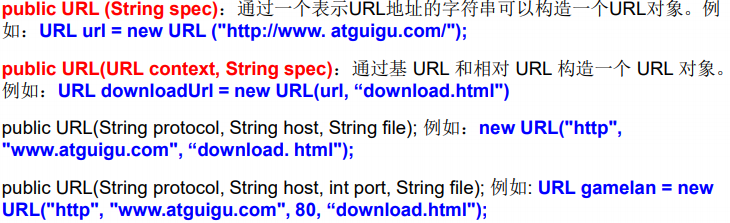 public URL (String spec)：通过一个表示URL地址的字符串可以构造一个URL对象。例
如：URL url = new URL ("http://www. atguigu.com/");
public URL(URL context, String spec)：通过基 URL 和相对 URL 构造一个 URL 对象。
例如：URL downloadUrl = new URL(url, “download.html")
public URL(String protocol, String host, String file); 例如：new URL("http",
"www.atguigu.com", “download. html");
public URL(String protocol, String host, int port, String file); 例如: URL gamelan = new
URL("http", "www.atguigu.com", 80, “download.html");